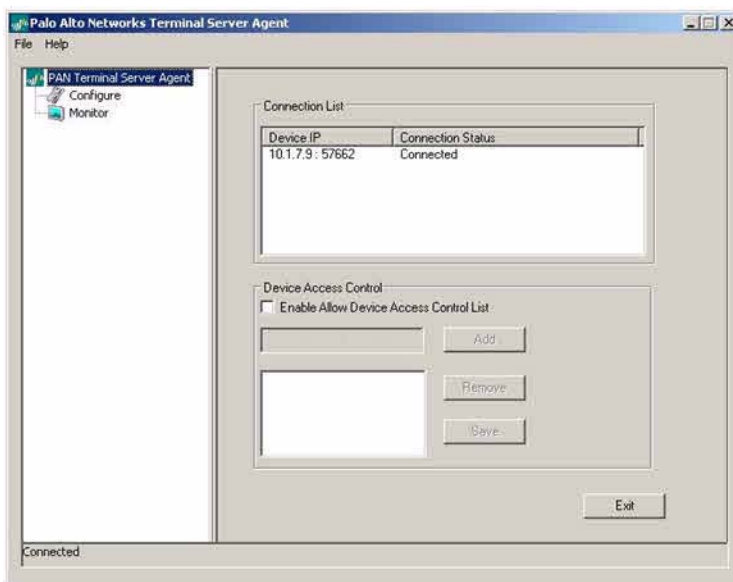 Palo Alto Networks Terminal Server Agent
File Help
PAN Terminal Server Agent
Configure
Monitor
Connection List
Device IP Connection Status
10.1.7.9 : 57662 Connected
Device Access Control
Enable Allow Device Access Control List
Add
Remove
Save
Exit
Connected